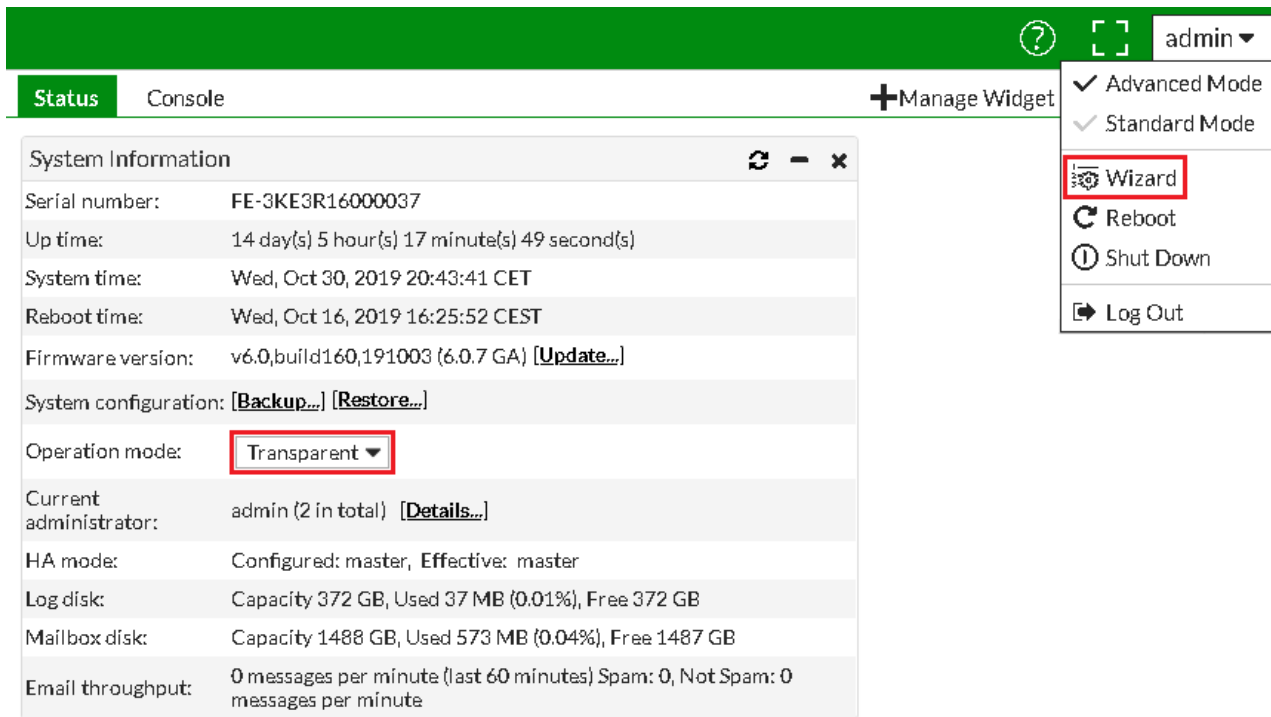 admin
Status Console Manage Widget
Advanced Mode
Standard Mode
Wizard
Reboot
Shut Down
Log Out
System Information
Serial number: FE-3KE3R16000037
Up time: 14 day(s) 5 hour(s) 17 minute(s) 49 second(s)
System time: Wed, Oct 30, 2019 20:43:41 CET
Reboot time: Wed, Oct 16, 2019 16:25:52 CEST
Firmware version: v6.0,build160,191003 (6.0.7 GA) [Update...]
System configuration: [Backup...] [Restore...]
Operation mode: Transparent
Current
administrator: admin (2 in total) [Details...]
HA mode: Configured: master, Effective: master
Log disk: Capacity 372 GB, Used 37 MB (0.01%), Free 372 GB
Mailbox disk: Capacity 1488 GB, Used 573 MB (0.04%), Free 1487 GB
Email throughput: 0 messages per minute (last 60 minutes) Spam: 0, Not Spam: 0
messages per minute